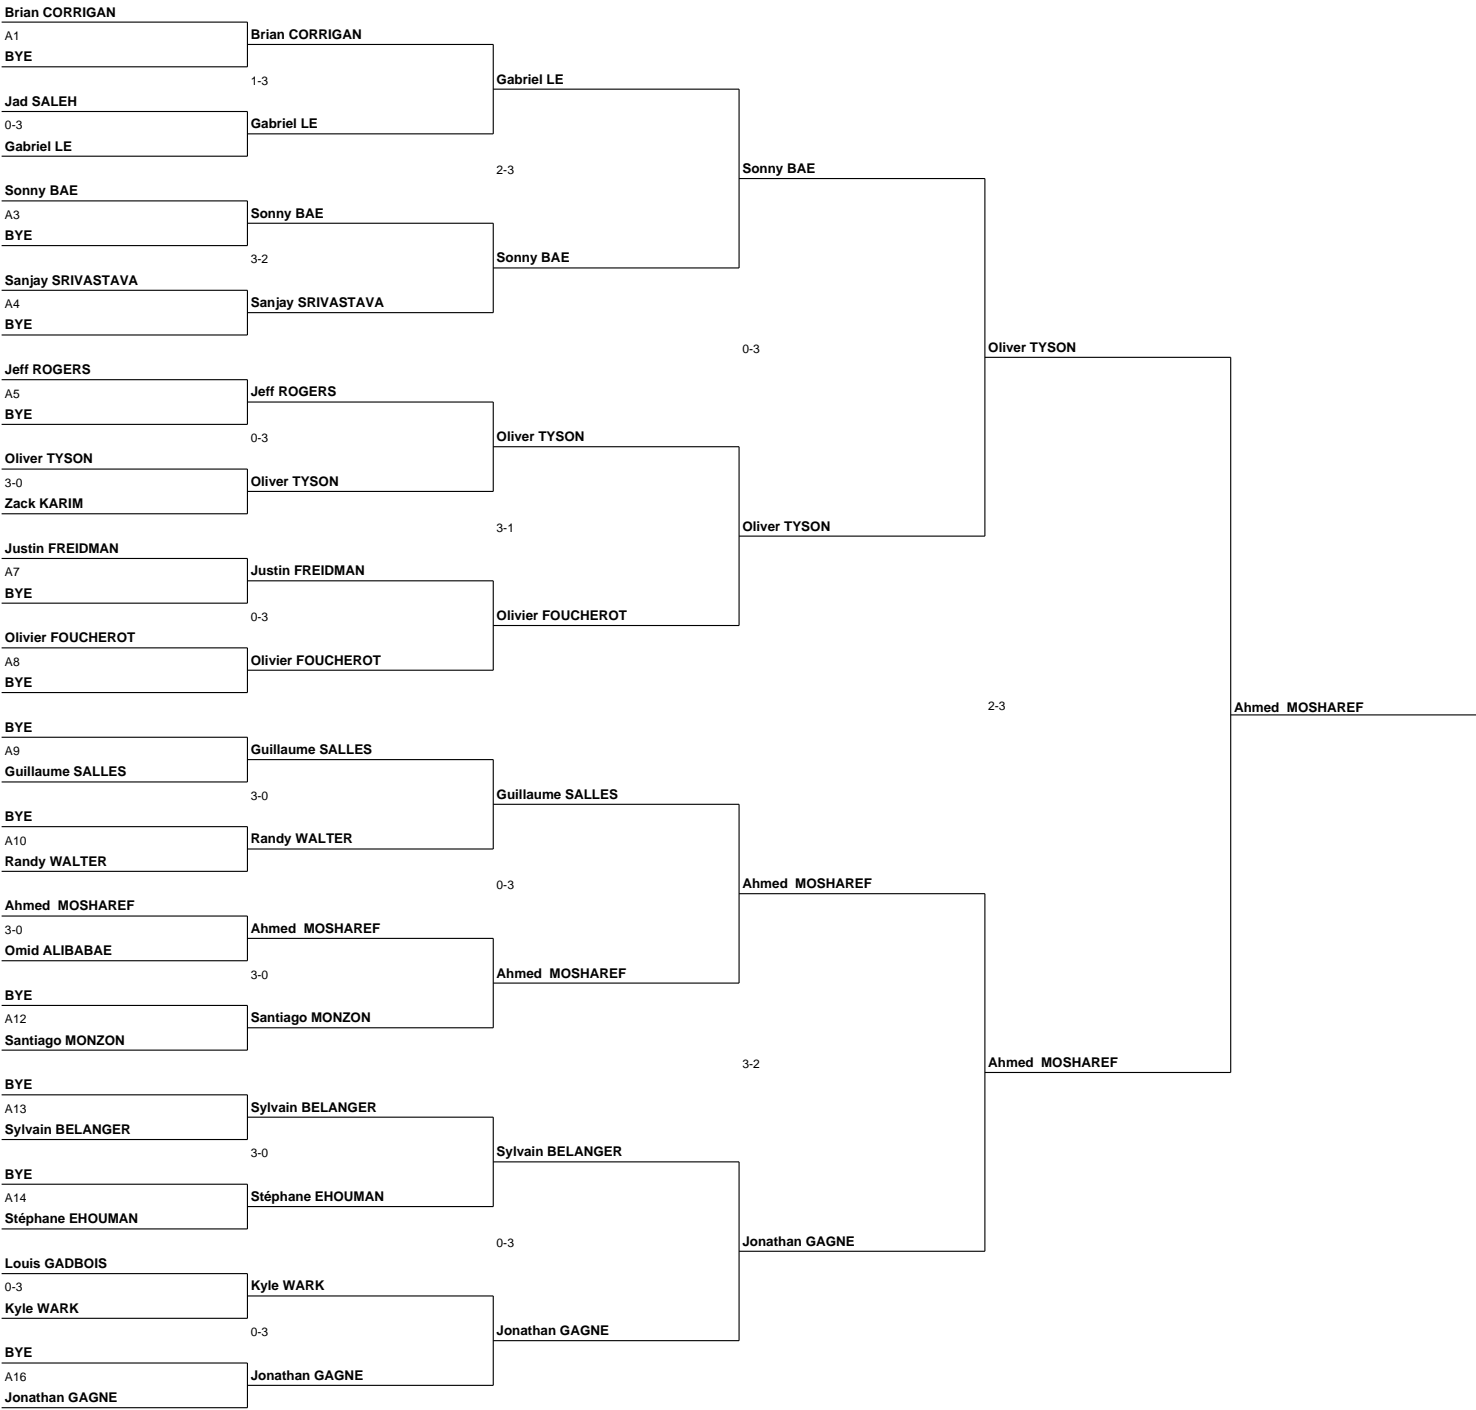 Brian CORRIGAN
A1
BYE
Jad SALEH
0-3
Gabriel LE
Sonny BAE
A3
BYE
Sanjay SRIVASTAVA
A4
BYE
Jeff ROGERS
A5
BYE
Oliver TYSON
3-0
Zack KARIM
Justin FREIDMAN
A7
BYE
Olivier FOUCHEROT
A8
BYE
BYE
A9
Guillaume SALLES
BYE
A10
Randy WALTER
Ahmed  MOSHAREF
3-0
Omid ALIBABAE
BYE
A12
Santiago MONZON
BYE
A13
Sylvain BELANGER
BYE
A14
Stéphane EHOUMAN
Louis GADBOIS
0-3
Kyle WARK
BYE
A16
Jonathan GAGNE
Brian CORRIGAN
1-3
Gabriel LE
Sonny BAE
3-2
Sanjay SRIVASTAVA
Jeff ROGERS
0-3
Oliver TYSON
Justin FREIDMAN
0-3
Olivier FOUCHEROT
Guillaume SALLES
3-0
Randy WALTER
Ahmed  MOSHAREF
3-0
Santiago MONZON
Sylvain BELANGER
3-0
Stéphane EHOUMAN
Kyle WARK
0-3
Jonathan GAGNE
Gabriel LE
2-3
Sonny BAE
Oliver TYSON
3-1
Olivier FOUCHEROT
Guillaume SALLES
0-3
Ahmed  MOSHAREF
Sylvain BELANGER
0-3
Jonathan GAGNE
Sonny BAE
0-3
Oliver TYSON
Ahmed  MOSHAREF
3-2
Jonathan GAGNE
Oliver TYSON
2-3
Ahmed  MOSHAREF
Ahmed  MOSHAREF